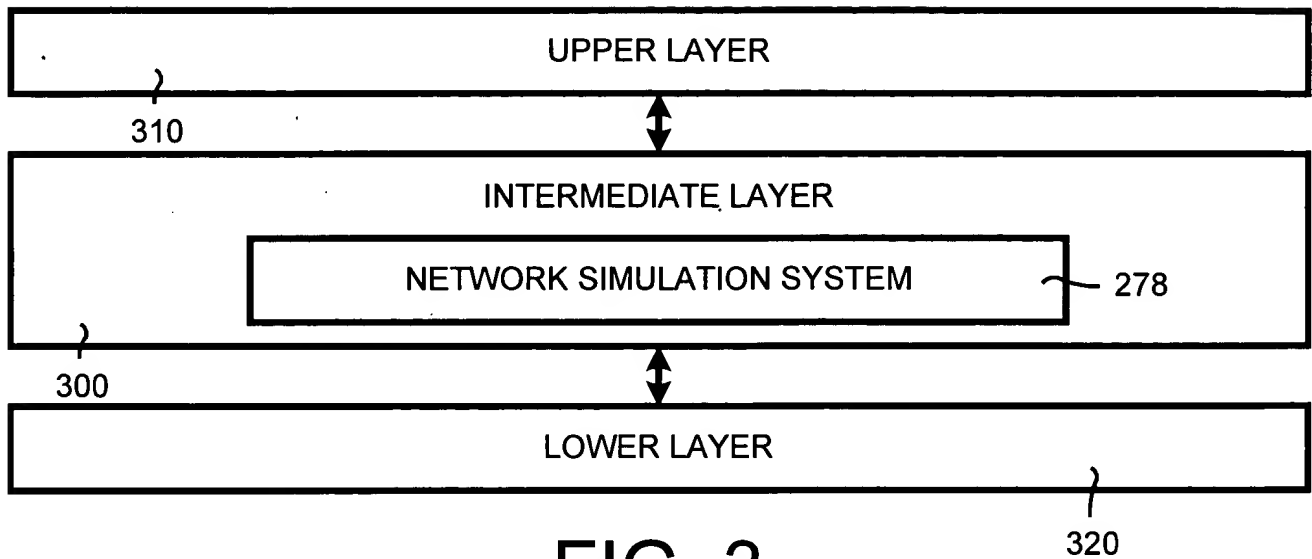 UPPER LAYER
310
INTERMEDIATE LAYER
NETWORK SIMULATION SYSTEM
278
300
LOWER LAYER
320